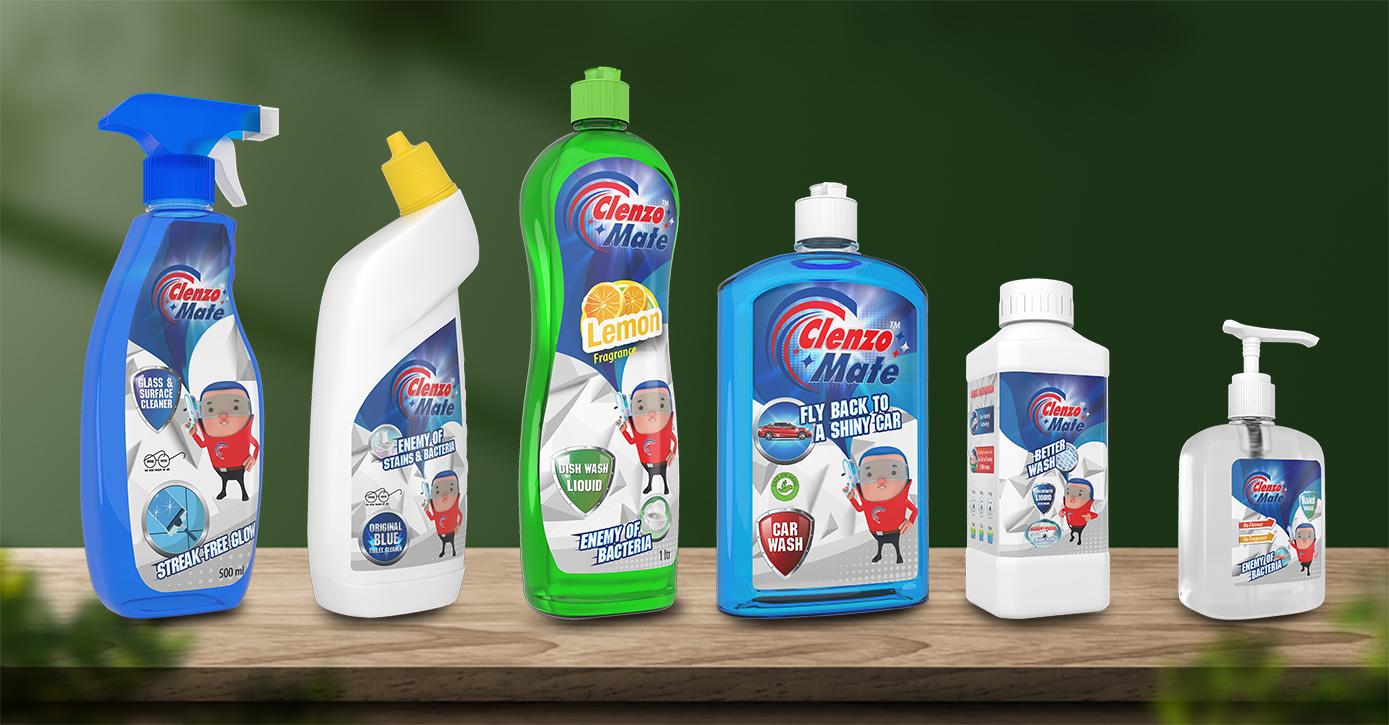 Clenzo
Mate
GLASS &
SURFACE
CLEANER
STREAK FREE GLOW
500 ml
Clenzo
Mate
ENEMY OF
STAINS & BACTERIA
ORIGINAL
BLUE
TOILET CLEANER
Clenzo
Mate
TM
Lemon
Fragrance
DISH WASH
LIQUID
ENEMY OF
BACTERIA
1 ltr
Clenzo
Mate
TM
FLY BACK TO
A SHINY CAR
CAR
WASH
Clenzo
Mate
BETTER
WASH
LIQUID
Clenzo
Mate
HAND
WASH
ENEMY OF
BACTERIA